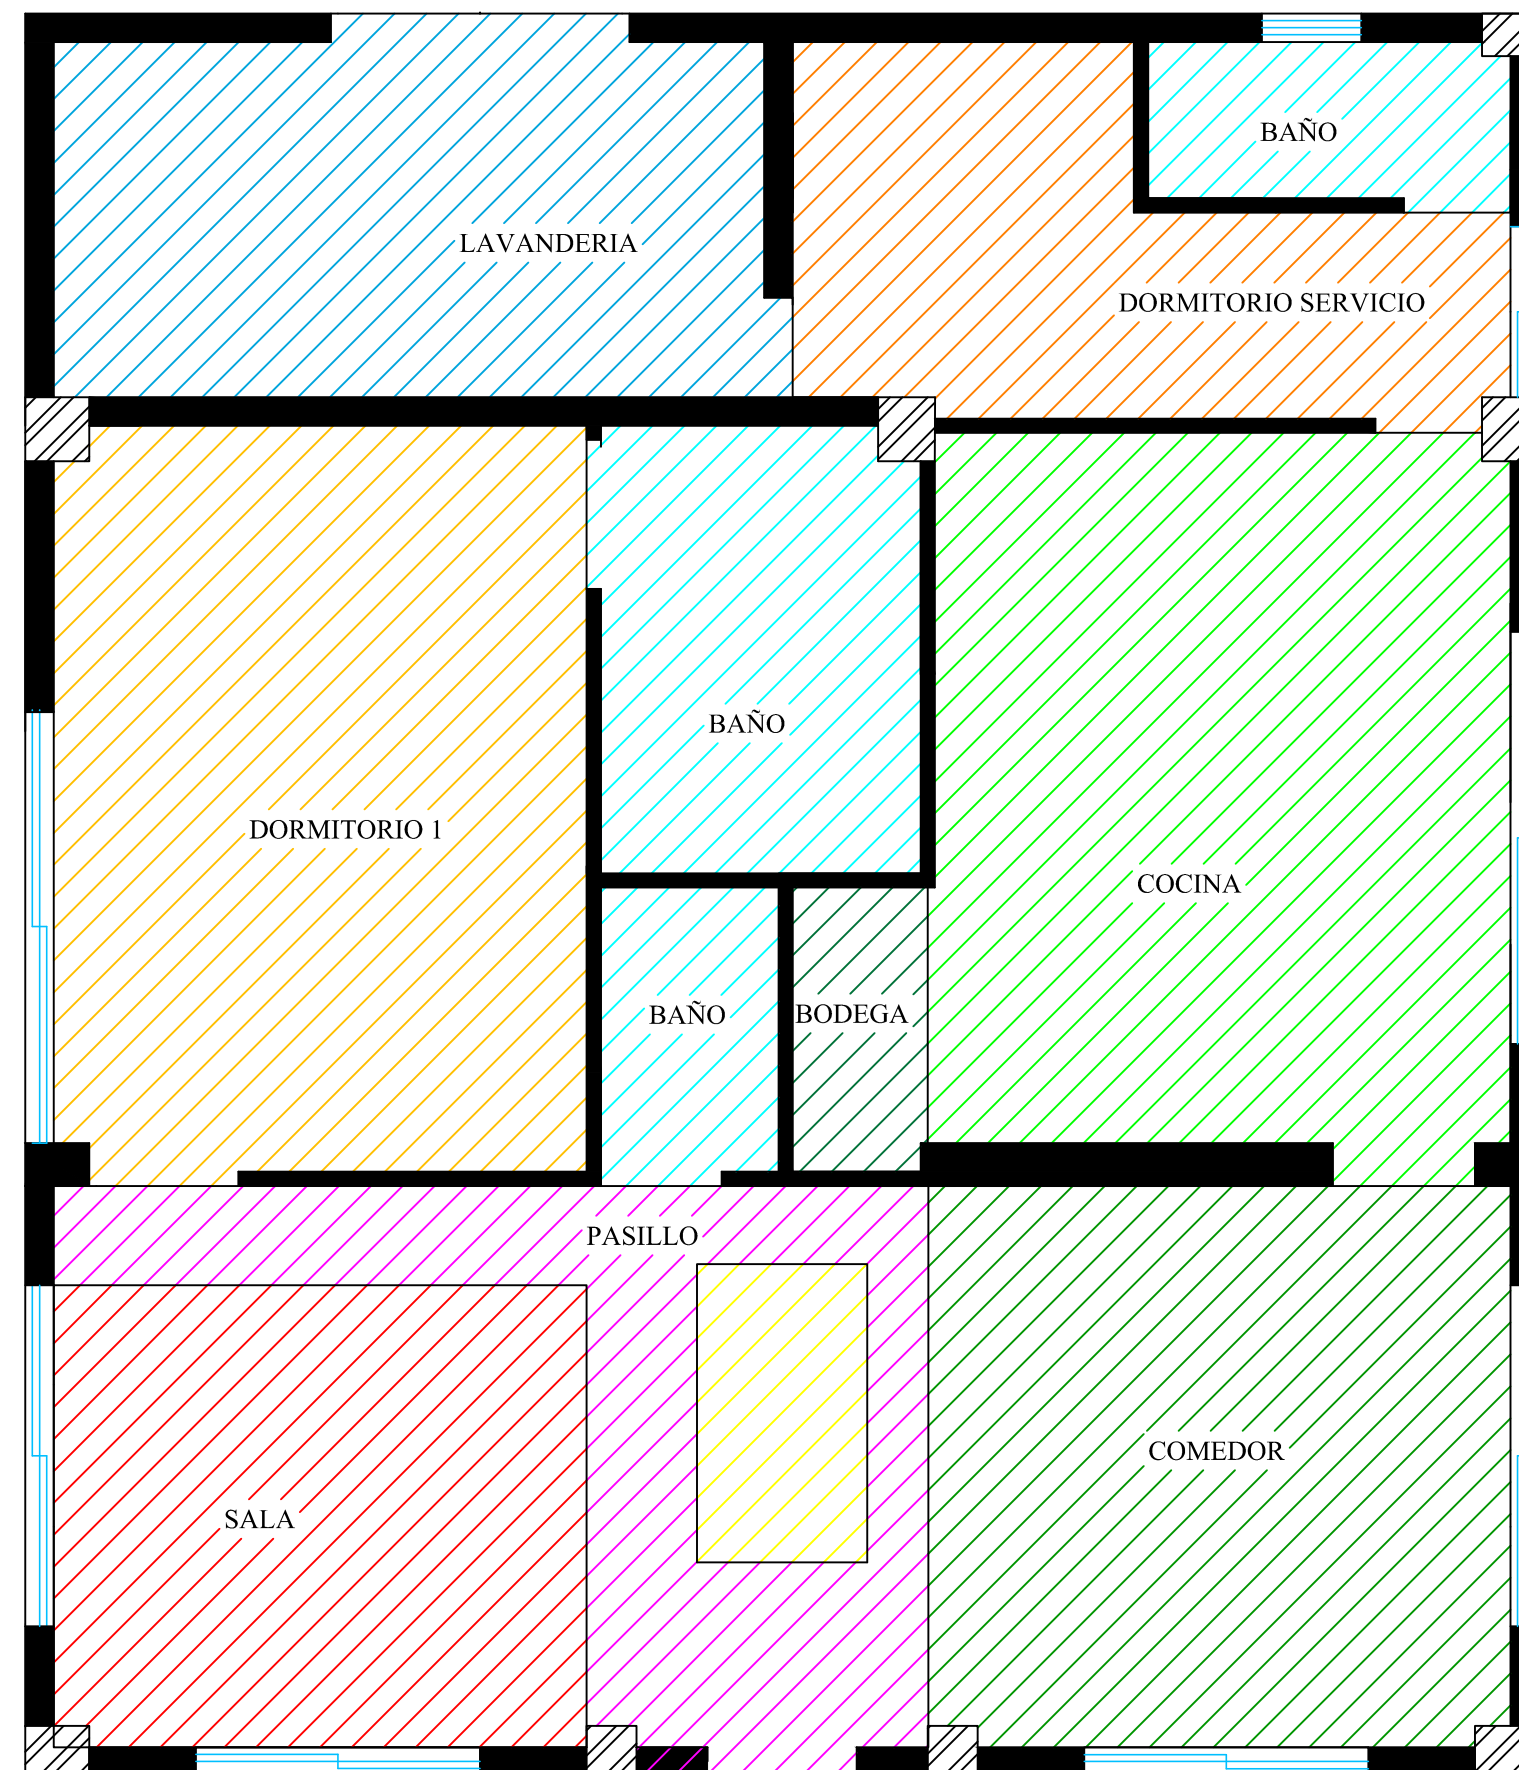 BAÑO
LAVANDERIA
DORMITORIO SERVICIO
BAÑO
DORMITORIO 1
COCINA
BAÑO
BODEGA
PASILLO
COMEDOR
SALA